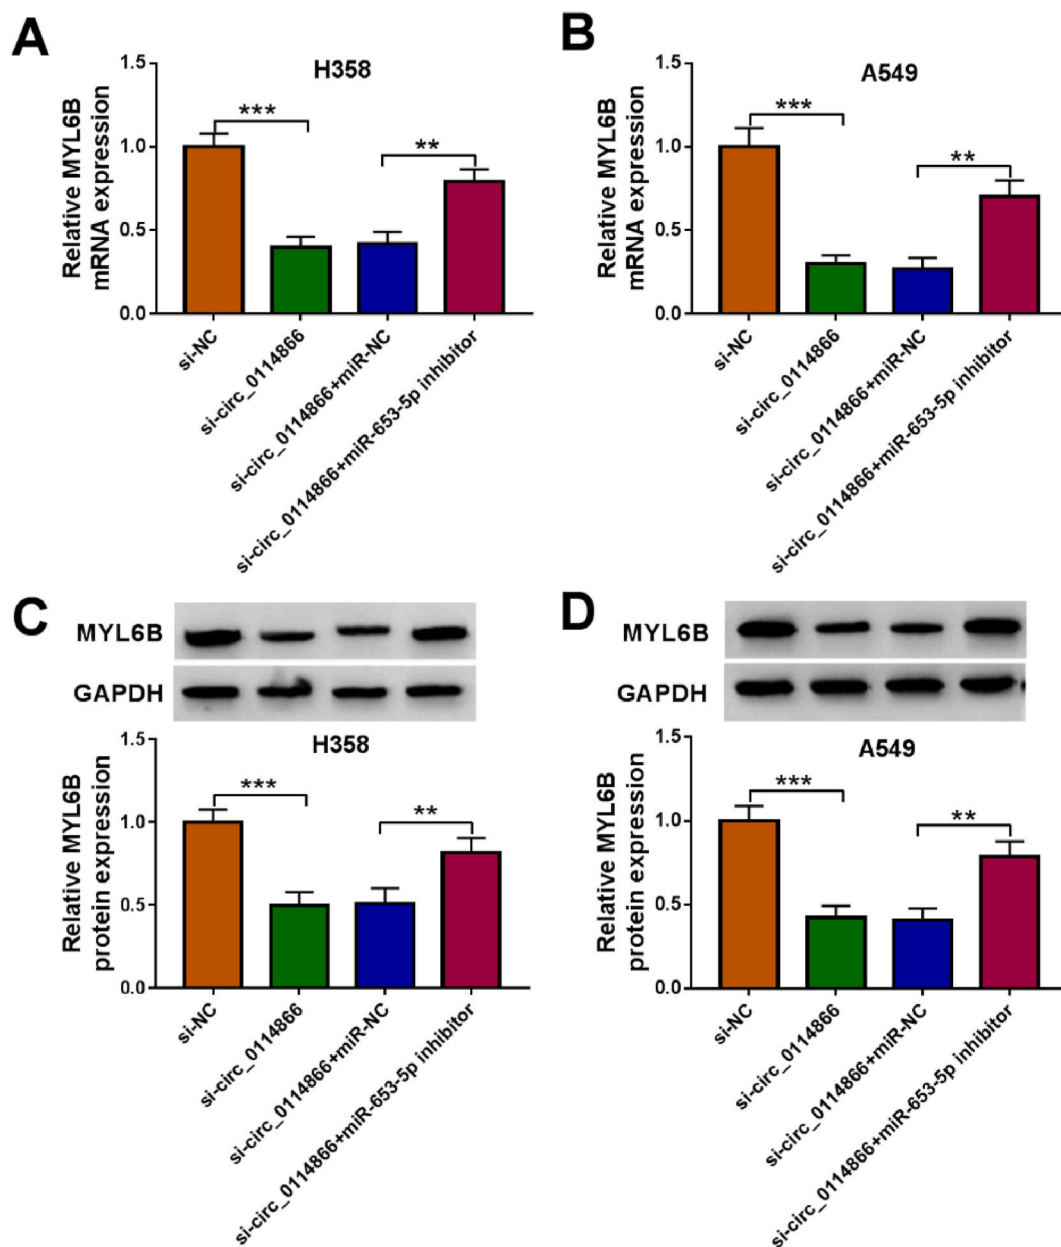 A
H358
Relative MYL6B
mRNA expression
1.5
1.0
0.5
0.0
***
**
si-NC
si-circ_0114866
si-circ_0114866+miR-NC
si-circ_0114866+miR-653-5p inhibitor
B
A549
Relative MYL6B
mRNA expression
1.5
1.0
0.5
0.0
***
**
si-NC
si-circ_0114866
si-circ_0114866+miR-NC
si-circ_0114866+miR-653-5p inhibitor
C
MYL6B
GAPDH
H358
Relative MYL6B
protein expression
1.5
1.0
0.5
0.0
***
**
si-NC
si-circ_0114866
si-circ_0114866+miR-NC
si-circ_0114866+miR-653-5p inhibitor
D
MYL6B
GAPDH
A549
Relative MYL6B
protein expression
1.5
1.0
0.5
0.0
***
**
si-NC
si-circ_0114866
si-circ_0114866+miR-NC
si-circ_0114866+miR-653-5p inhibitor